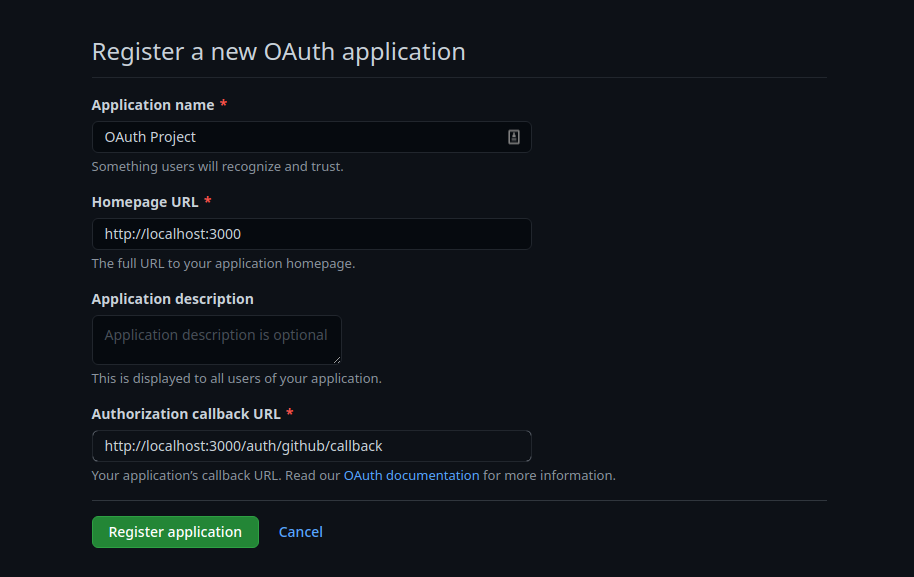 Register a new OAuth application
Application name *
OAuth Project
Something users will recognize and trust.
Homepage URL *
http://localhost:3000
The full URL to your application homepage.
Application description
Application description is optional
This is displayed to all users of your application.
Authorization callback URL *
http://localhost:3000/auth/github/callback
Your application’s callback URL. Read our OAuth documentation for more information.
Register application Cancel